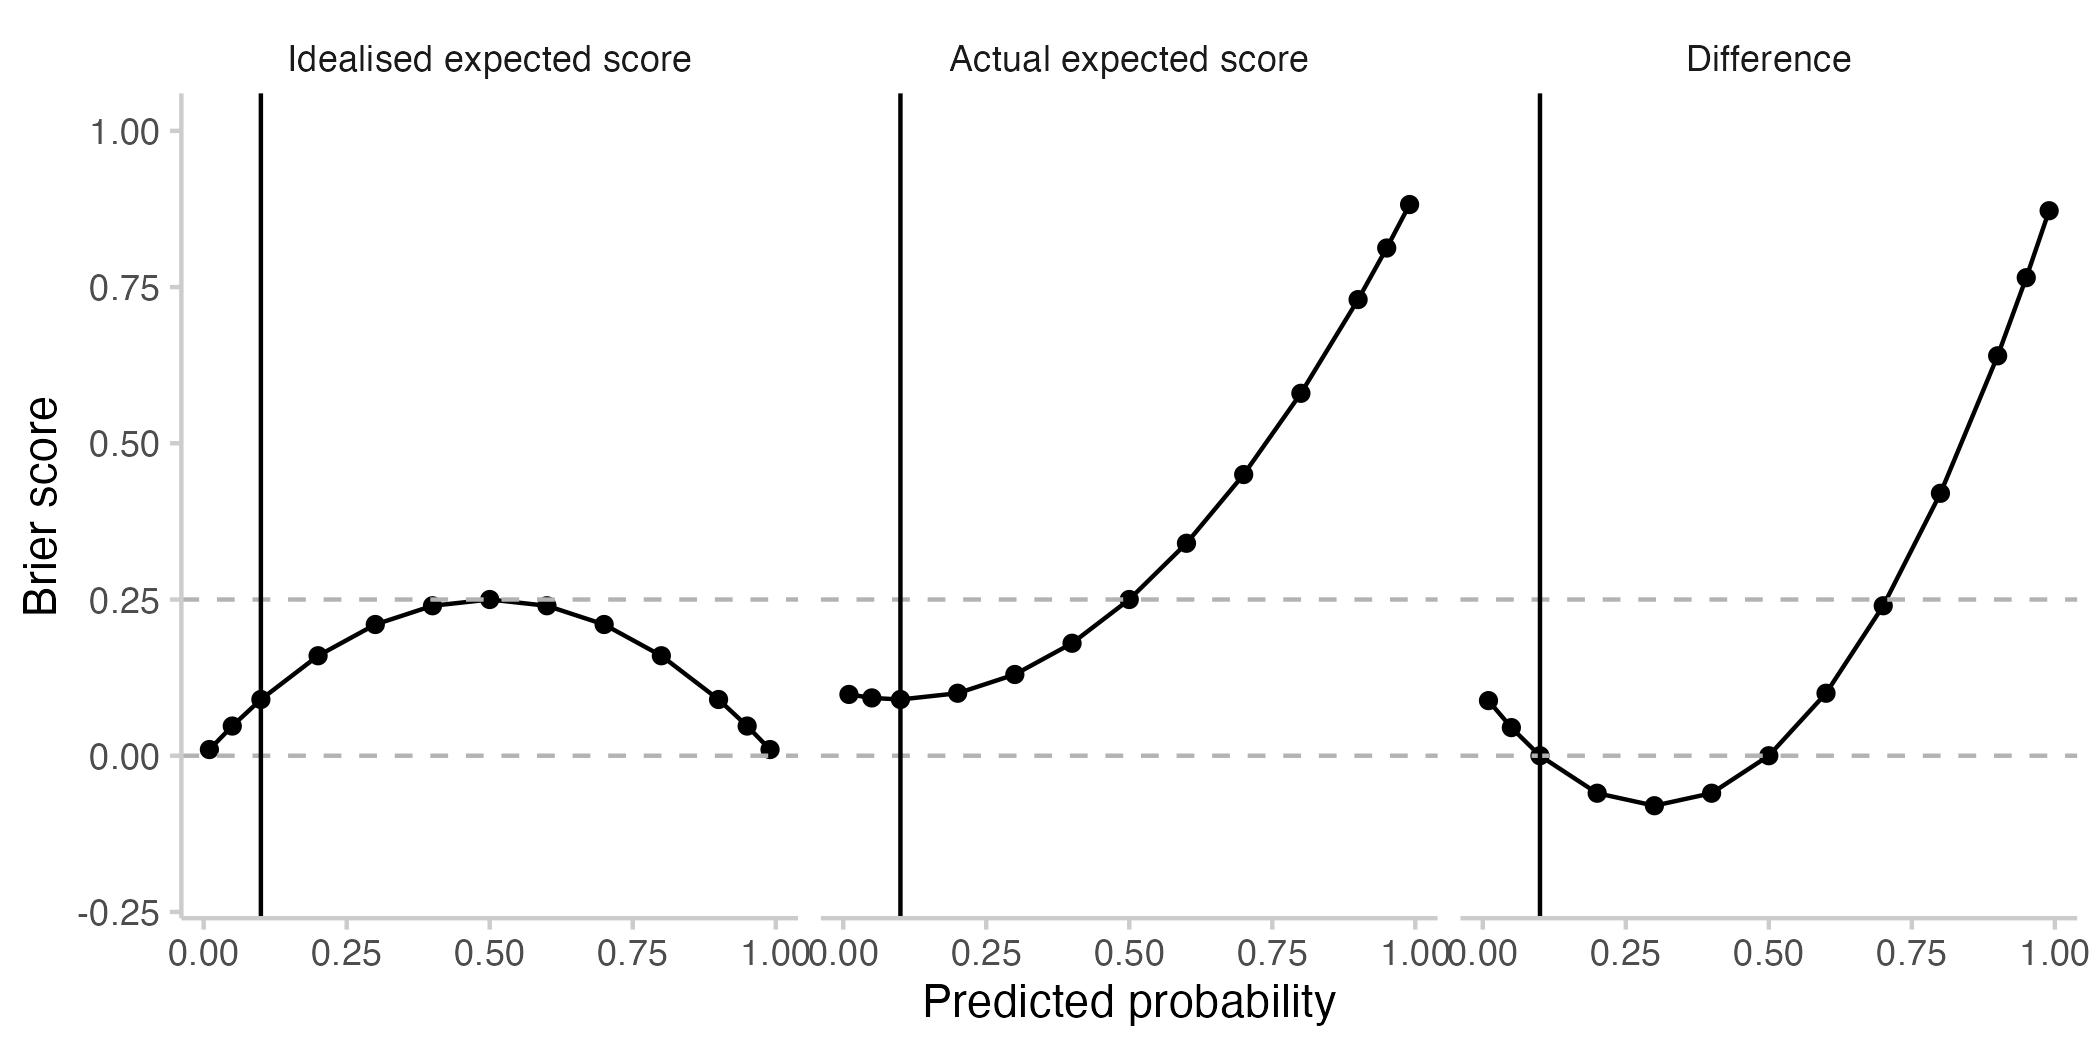 Idealised expected score
Actual expected score
Difference
Brier score
1.00
0.75
0.50
0.25
0.00
-0.25
0.00 0.25 0.50 0.75 1.00
0.00 0.25 0.50 0.75 1.00
0.00 0.25 0.50 0.75 1.00
Predicted probability